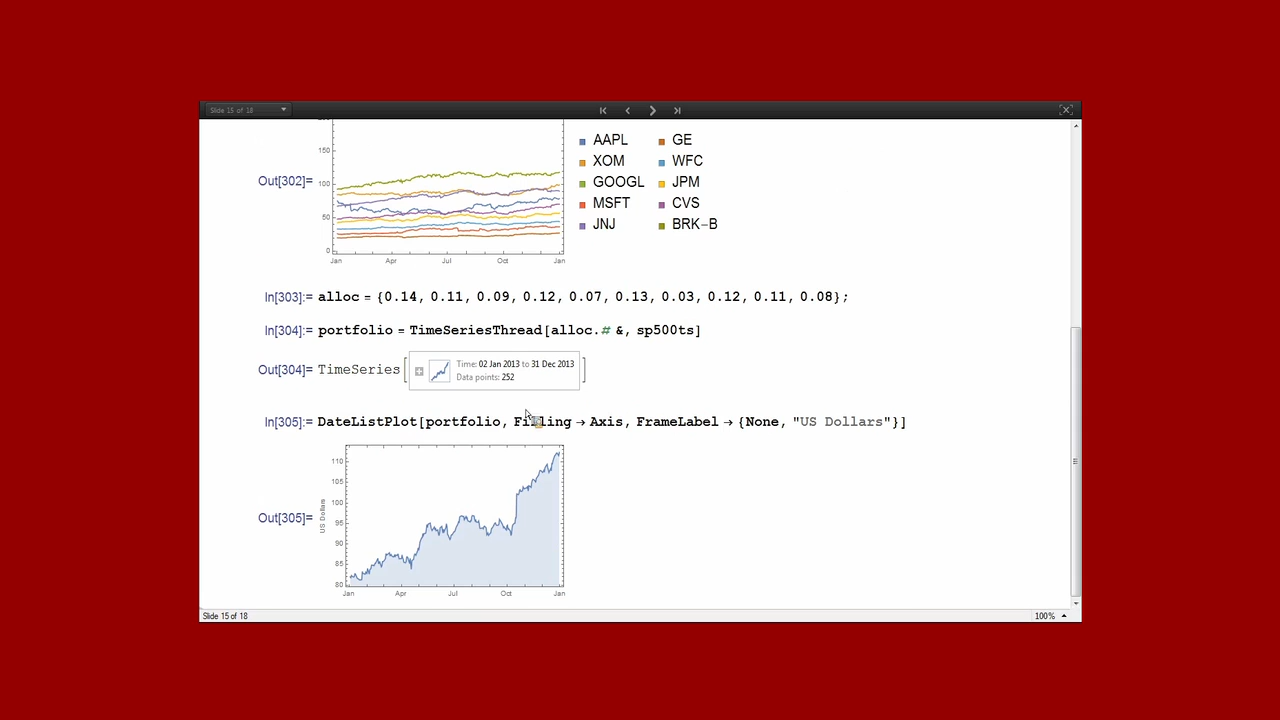 Slide 15 of 18
150
100
50
0
Jan Apr Jul Oct Jan
AAPL GE
XOM WFC
GOOGL JPM
MSFT CVS
JNJ BRK-B
Out[302]=
In[303]:= alloc = {0.14, 0.11, 0.09, 0.12, 0.07, 0.13, 0.03, 0.12, 0.11, 0.08};
In[304]:= portfolio = TimeSeriesThread[alloc.# &, sp500ts]
Out[304]= TimeSeries[ Time: 02 Jan 2013 to 31 Dec 2013 ]
Data points: 252
In[305]:= DateListPlot[portfolio, Filling → Axis, FrameLabel → {None, "US Dollars"}]
Out[305]=
US Dollars
110
105
100
95
90
85
80
Jan Apr Jul Oct Jan
Slide 15 of 18 100%